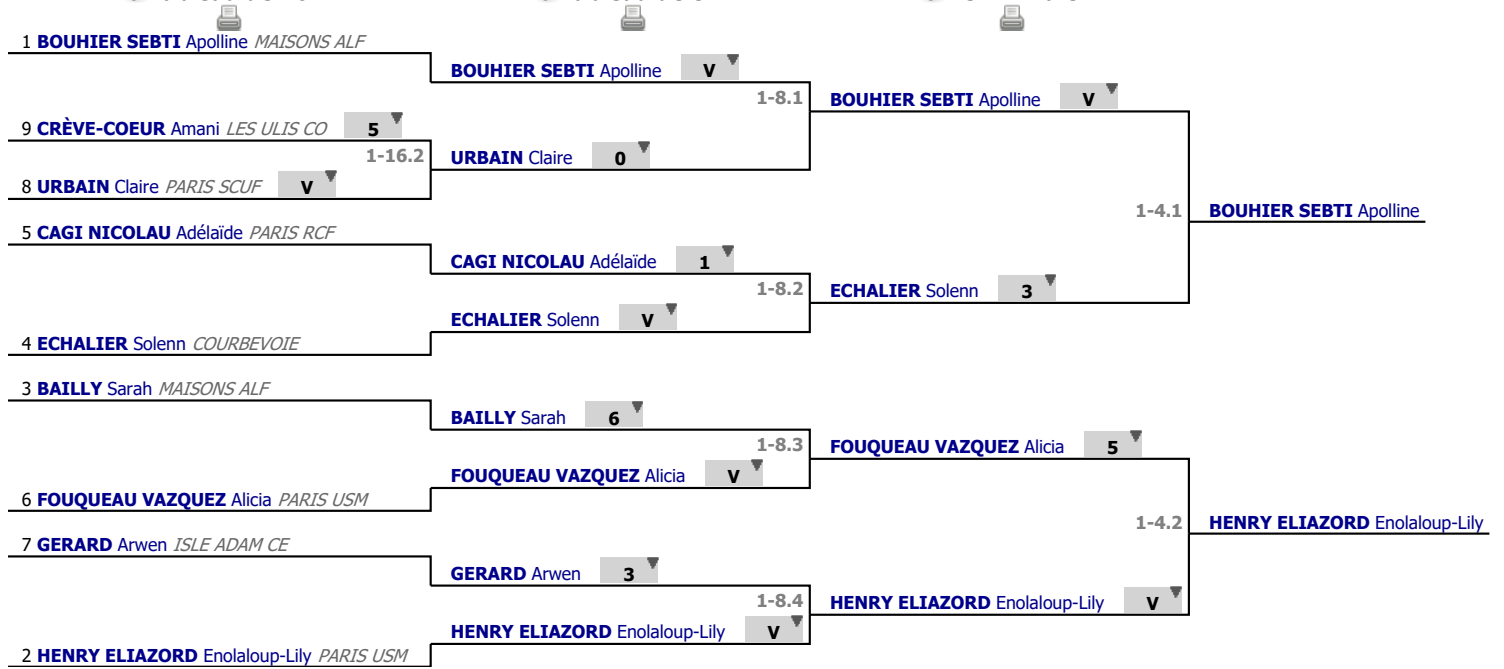 1 BOUHIER SEBTI Apolline MAISONS ALF
BOUHIER SEBTI Apolline V
1-8.1
BOUHIER SEBTI Apolline V
9 CRÈVE-COEUR Amani LES ULIS CO 5
1-16.2
URBAIN Claire 0
8 URBAIN Claire PARIS SCUF V
1-4.1
BOUHIER SEBTI Apolline
5 CAGI NICOLAU Adélaïde PARIS RCF
CAGI NICOLAU Adélaïde 1
1-8.2
ECHALIER Solenn 3
ECHALIER Solenn V
4 ECHALIER Solenn COURBEVOIE
3 BAILLY Sarah MAISONS ALF
BAILLY Sarah 6
1-8.3
FOUQUEAU VAZQUEZ Alicia 5
FOUQUEAU VAZQUEZ Alicia V
6 FOUQUEAU VAZQUEZ Alicia PARIS USM
1-4.2
HENRY ELIAZORD Enolaloup-Lily
7 GERARD Arwen ISLE ADAM CE
GERARD Arwen 3
1-8.4
HENRY ELIAZORD Enolaloup-Lily V
HENRY ELIAZORD Enolaloup-Lily V
2 HENRY ELIAZORD Enolaloup-Lily PARIS USM